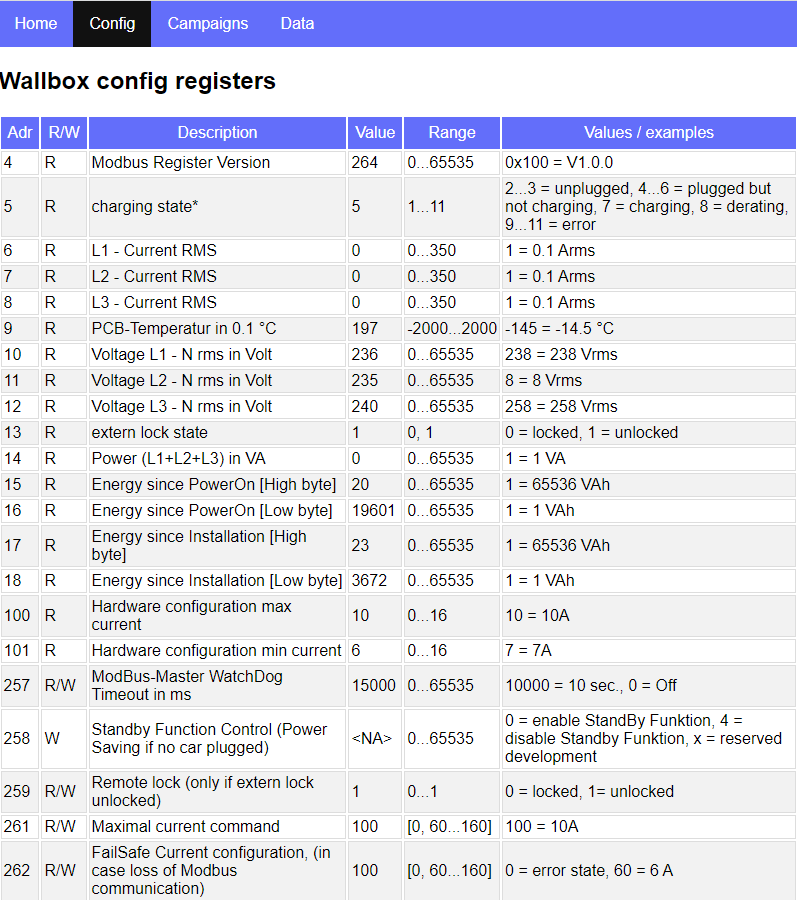 Home Config Campaigns Data
Wallbox config registers
Adr R/W Description Value Range Values / examples
4 R Modbus Register Version 264 0...65535 0x100 = V1.0.0
5 R charging state* 5 1...11 2...3 = unplugged, 4...6 = plugged but
not charging, 7 = charging, 8 = derating,
9...11 = error
6 R L1 - Current RMS 0 0...350 1 = 0.1 Arms
7 R L2 - Current RMS 0 0...350 1 = 0.1 Arms
8 R L3 - Current RMS 0 0...350 1 = 0.1 Arms
9 R PCB-Temperatur in 0.1 °C 197 -2000...2000 -145 = -14.5 °C
10 R Voltage L1 - N rms in Volt 236 0...65535 238 = 238 Vrms
11 R Voltage L2 - N rms in Volt 235 0...65535 8 = 8 Vrms
12 R Voltage L3 - N rms in Volt 240 0...65535 258 = 258 Vrms
13 R extern lock state 1 0, 1 0 = locked, 1 = unlocked
14 R Power (L1+L2+L3) in VA 0 0...65535 1 = 1 VA
15 R Energy since PowerOn [High byte] 20 0...65535 1 = 65536 VAh
16 R Energy since PowerOn [Low byte] 19601 0...65535 1 = 1 VAh
17 R Energy since Installation [High
byte] 23 0...65535 1 = 65536 VAh
18 R Energy since Installation [Low byte] 3672 0...65535 1 = 1 VAh
100 R Hardware configuration max
current 10 0...16 10 = 10A
101 R Hardware configuration min current 6 0...16 7 = 7A
257 R/W ModBus-Master WatchDog
Timeout in ms 15000 0...65535 10000 = 10 sec., 0 = Off
258 W Standby Function Control (Power
Saving if no car plugged) <NA> 0...65535 0 = enable StandBy Funktion, 4 =
disable Standby Funktion, x = reserved
development
259 R/W Remote lock (only if extern lock
unlocked) 1 0...1 0 = locked, 1= unlocked
261 R/W Maximal current command 100 [0, 60...160] 100 = 10A
262 R/W FailSafe Current configuration, (in
case loss of Modbus
communication) 100 [0, 60...160] 0 = error state, 60 = 6 A